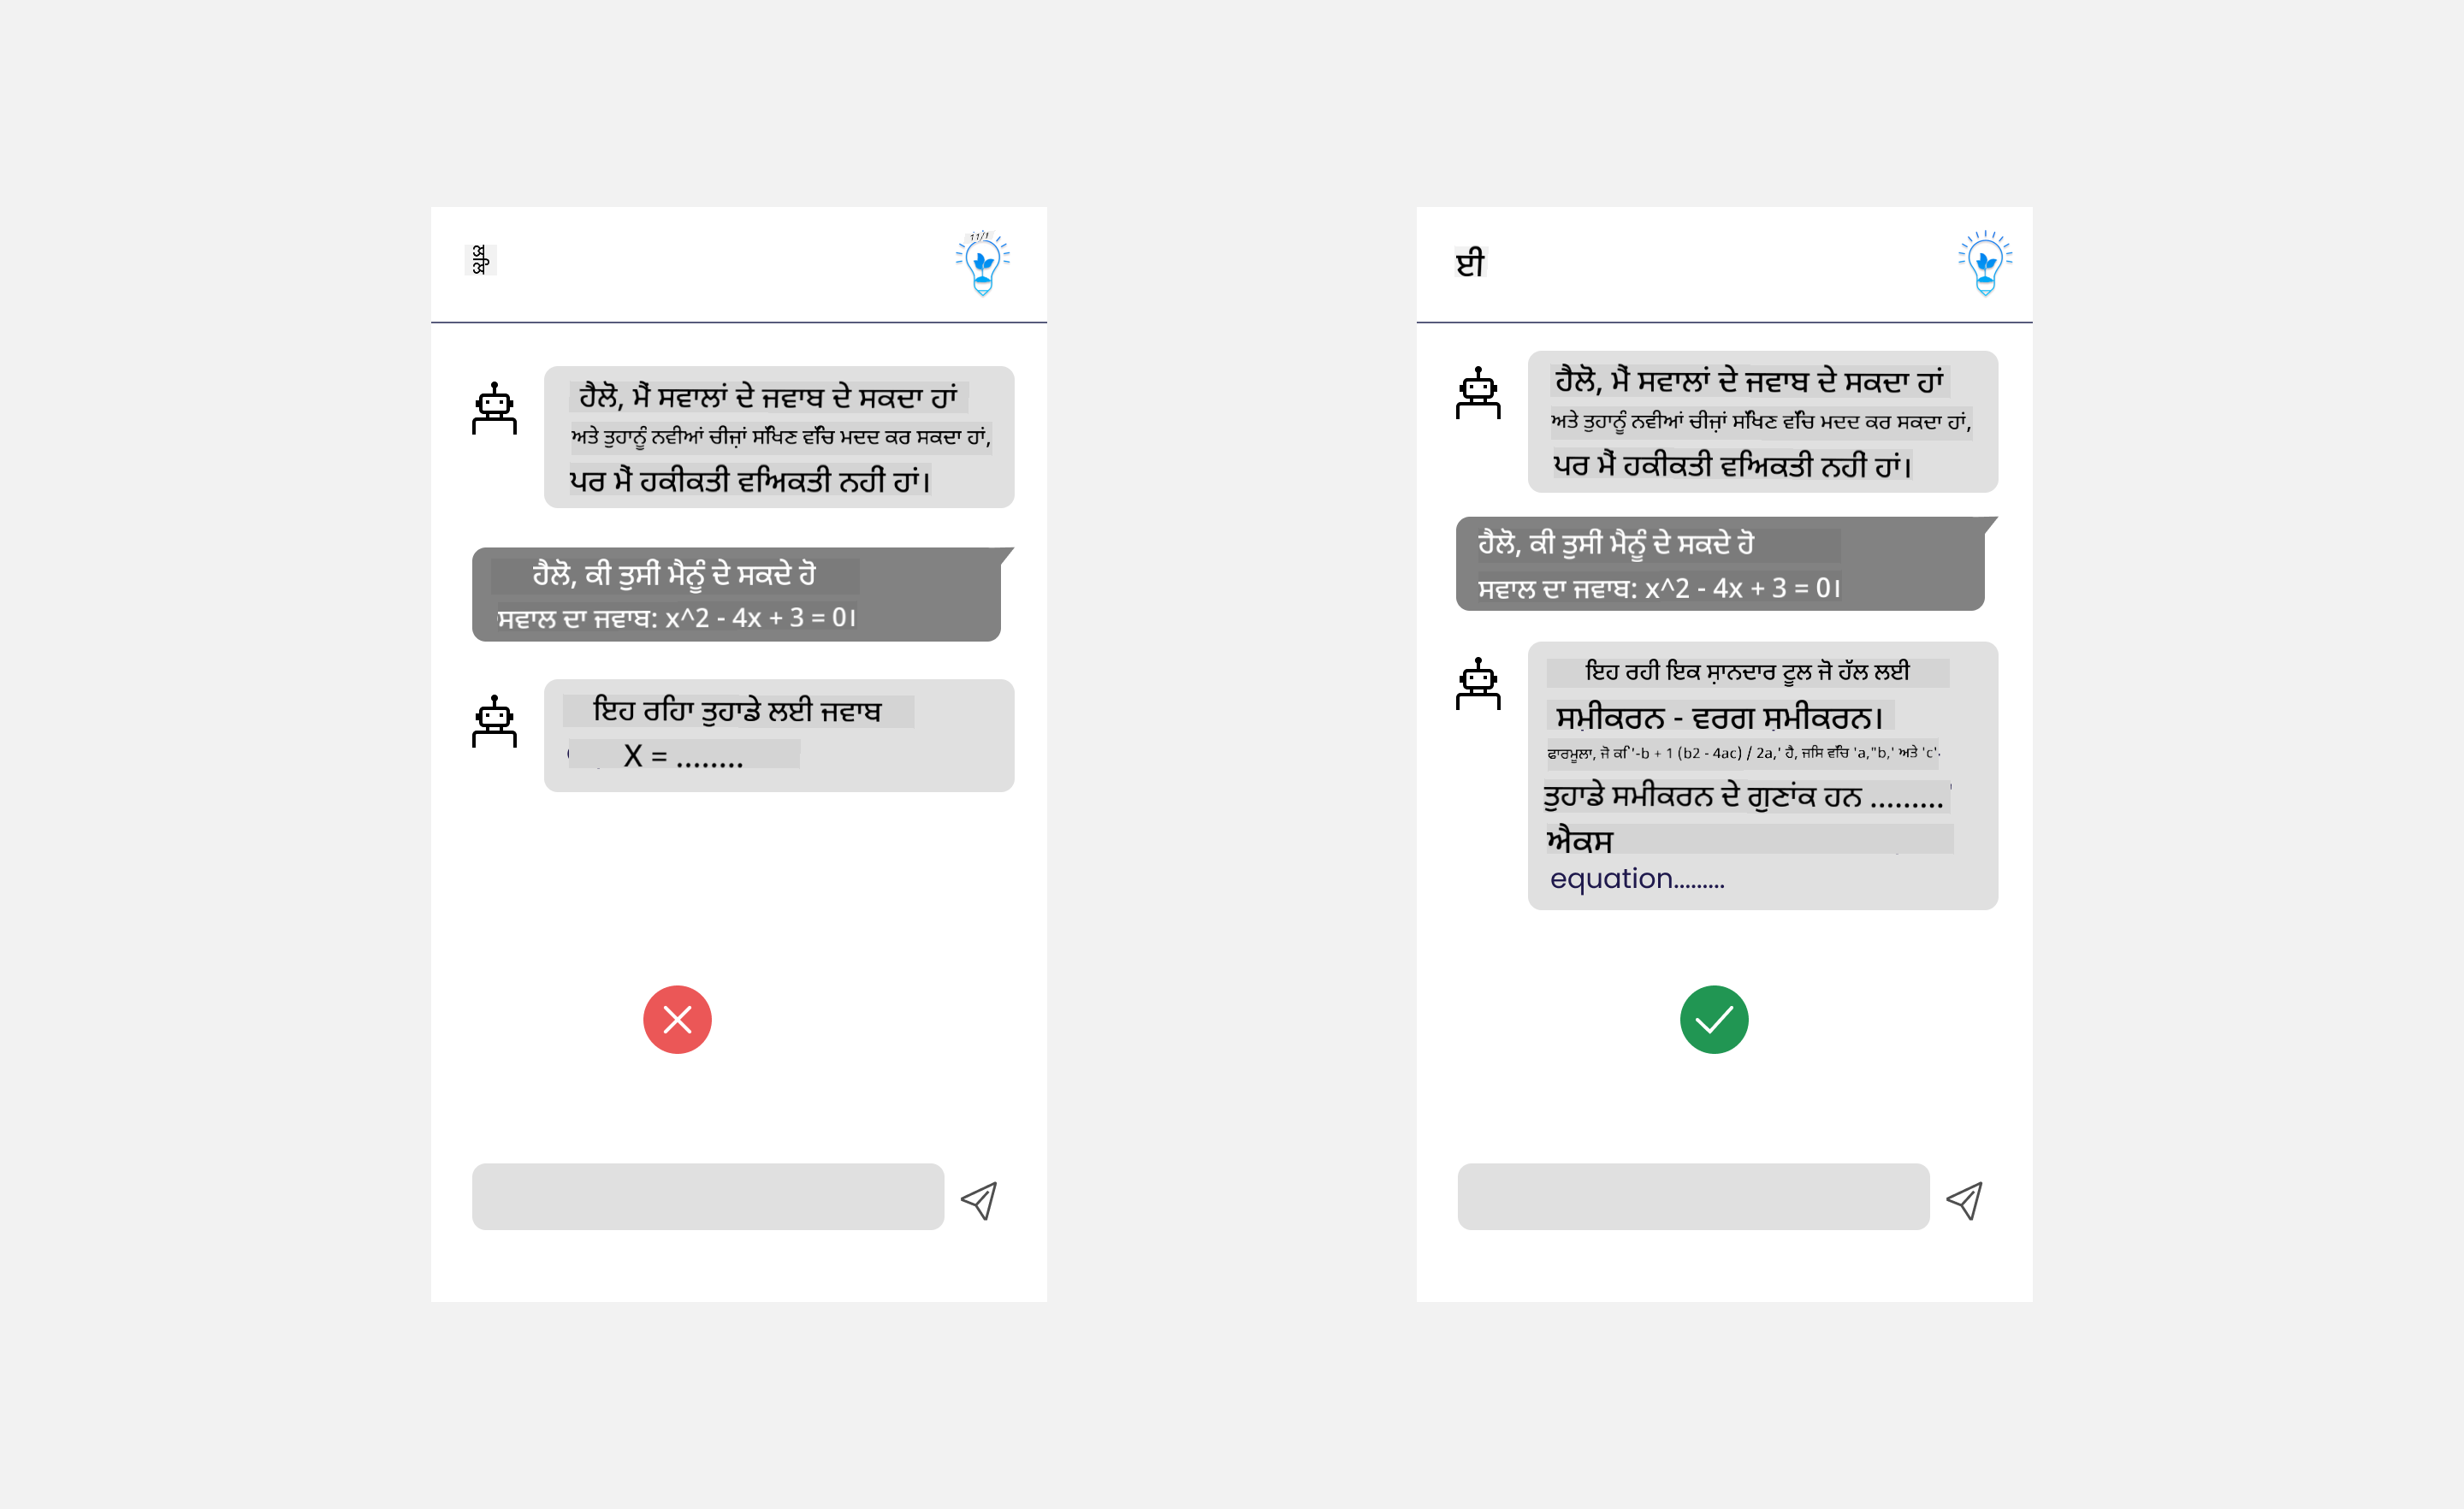 ਹੈਲੋ, ਮੈਂ ਸਵਾਲਾਂ ਦੇ ਜਵਾਬ ਦੇ ਸਕਦਾ ਹਾਂ
ਅਤੇ ਤੁਹਾਨੂੰ ਨਵੀਆਂ ਚੀਜ਼ਾਂ ਸਿੱਖਣ ਵਿੱਚ ਮਦਦ ਕਰ ਸਕਦਾ ਹਾਂ,
ਪਰ ਮੈਂ ਹਕੀਕਤੀ ਵਿਅਕਤੀ ਨਹੀਂ ਹਾਂ।
ਹੈਲੋ, ਕੀ ਤੁਸੀਂ ਮੈਨੂੰ ਦੇ ਸਕਦੇ ਹੋ
ਸਵਾਲ ਦਾ ਜਵਾਬ: x^2 - 4x + 3 = 0।
ਇਹ ਰਹਿਾ ਤੁਹਾਡੇ ਲਈ ਜਵਾਬ
X = ........
ਈ
ਹੈਲੋ, ਮੈਂ ਸਵਾਲਾਂ ਦੇ ਜਵਾਬ ਦੇ ਸਕਦਾ ਹਾਂ
ਅਤੇ ਤੁਹਾਨੂੰ ਨਵੀਆਂ ਚੀਜ਼ਾਂ ਸਿੱਖਣ ਵਿੱਚ ਮਦਦ ਕਰ ਸਕਦਾ ਹਾਂ,
ਪਰ ਮੈਂ ਹਕੀਕਤੀ ਵਿਅਕਤੀ ਨਹੀਂ ਹਾਂ।
ਹੈਲੋ, ਕੀ ਤੁਸੀਂ ਮੈਨੂੰ ਦੇ ਸਕਦੇ ਹੋ
ਸਵਾਲ ਦਾ ਜਵਾਬ: x^2 - 4x + 3 = 0।
ਇਹ ਰਹੀ ਇਕ ਸ਼ਾਨਦਾਰ ਟੂਲ ਜੋ ਹੱਲ ਲਈ
ਸਮੀਕਰਨ - ਵਰਗ ਸਮੀਕਰਨ।
ਫਾਰਮੂਲਾ, ਜੋ ਕਿ '-b + 1 (b2 - 4ac) / 2a,' ਹੈ, ਜਿਸ ਵਿੱਚ 'a,"b,' ਅਤੇ 'c'
ਤੁਹਾਡੇ ਸਮੀਕਰਨ ਦੇ ਗੁਣਾਂਕ ਹਨ .........
ਐਕਸ
equation.........